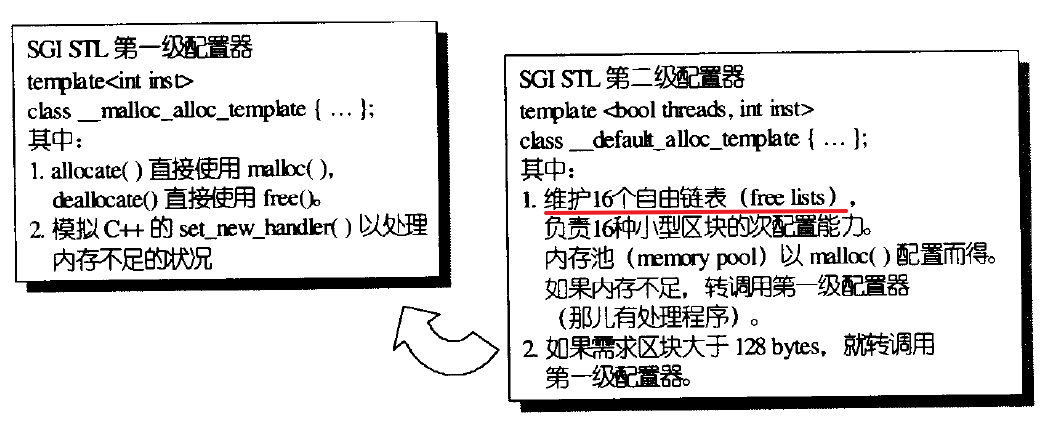 SGI STL 第一级配置器
template<int inst>
class __malloc_alloc_template { … };
其中：
1. allocate( ) 直接使用 malloc( )，
deallocate() 直接使用 free()。
2. 模拟 C++ 的 set_new_handler( ) 以处理
内存不足的状况
SGI STL 第二级配置器
template <bool threads, int inst>
class __default_alloc_template { … };
其中：
1. 维护16个自由链表（free lists），
负责16种小型区块的次配置能力。
内存池（memory pool）以 malloc( ) 配置而得。
如果内存不足，转调用第一级配置器
（那儿有处理程序）。
2. 如果需求区块大于 128 bytes，就转调用
第一级配置器。